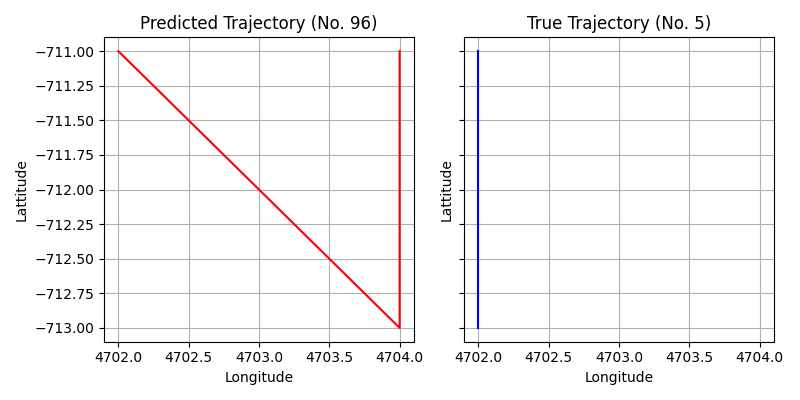 Predicted Trajectory (No. 96)
True Trajectory (No. 5)
Lattitude
−711.00
−711.25
−711.50
−711.75
−712.00
−712.25
−712.50
−712.75
−713.00
4702.0 4702.5 4703.0 4703.5 4704.0
Longitude
Lattitude
4702.0 4702.5 4703.0 4703.5 4704.0
Longitude